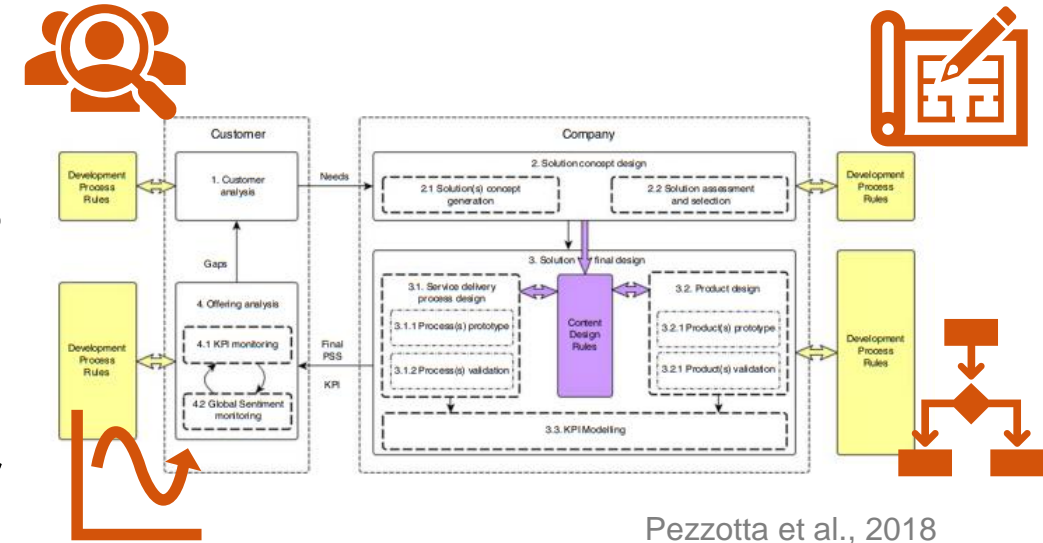 Customer
Company
Development
Process
Rules
1. Customer
analysis
Needs
2. Solution concept design
2.1 Solution(s) concept
generation
2.2 Solution assessment
and selection
Development
Process
Rules
Gaps
3. Solution final design
Development
Process
Rules
4. Offering analysis
4.1 KPI monitoring
4.2 Global Sentiment
monitoring
Final
PSS
KPI
3.1. Service delivery
process design
3.1.1 Process(s) prototype
3.1.2 Process(s) validation
Content
Design
Rules
3.2. Product design
3.2.1 Product(s) prototype
3.2.1 Product(s) validation
3.3. KPI Modelling
Development
Process
Rules
Pezzotta et al., 2018